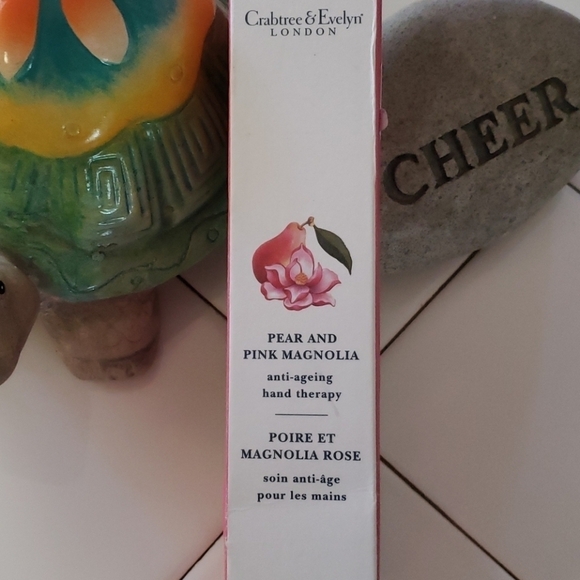 Crabtree & Evelyn®
LONDON
CHEER
PEAR AND
PINK MAGNOLIA
anti-ageing
hand therapy
POIRE ET
MAGNOLIA ROSE
soin anti-âge
pour les mains